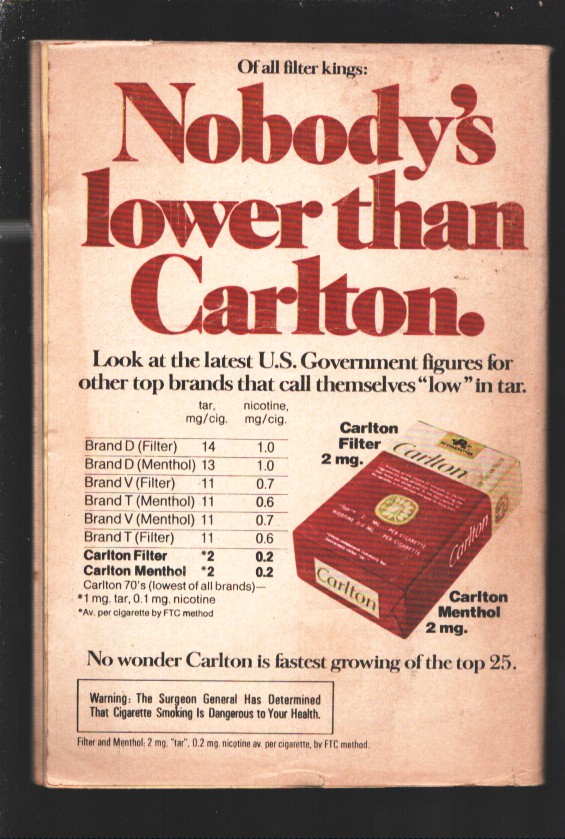 Of all filter kings:
Nobody's
lower than
Carlton.
Look at the latest U.S. Government figures for
other top brands that call themselves "low" in tar.
tar, nicotine,
mg/cig. mg/cig.
Brand D (Filter) 14 1.0
Brand D (Menthol) 13 1.0
Brand V (Filter) 11 0.7
Brand T (Menthol) 11 0.6
Brand V (Menthol) 11 0.7
Brand T (Filter) 11 0.6
Carlton Filter *2 0.2
Carlton Menthol *2 0.2
Carlton 70's (lowest of all brands)—
*1 mg. tar, 0.1 mg. nicotine
*Av. per cigarette by FTC method
Carlton
Filter
2 mg.
Carlton
Carlton
Carlton
PER CIGARETTE
PER CIGARETTE
Carlton
Menthol
2 mg.
No wonder Carlton is fastest growing of the top 25.
Warning: The Surgeon General Has Determined
That Cigarette Smoking Is Dangerous to Your Health.
Filter and Menthol: 2 mg. "tar", 0.2 mg. nicotine av. per cigarette, by FTC method.